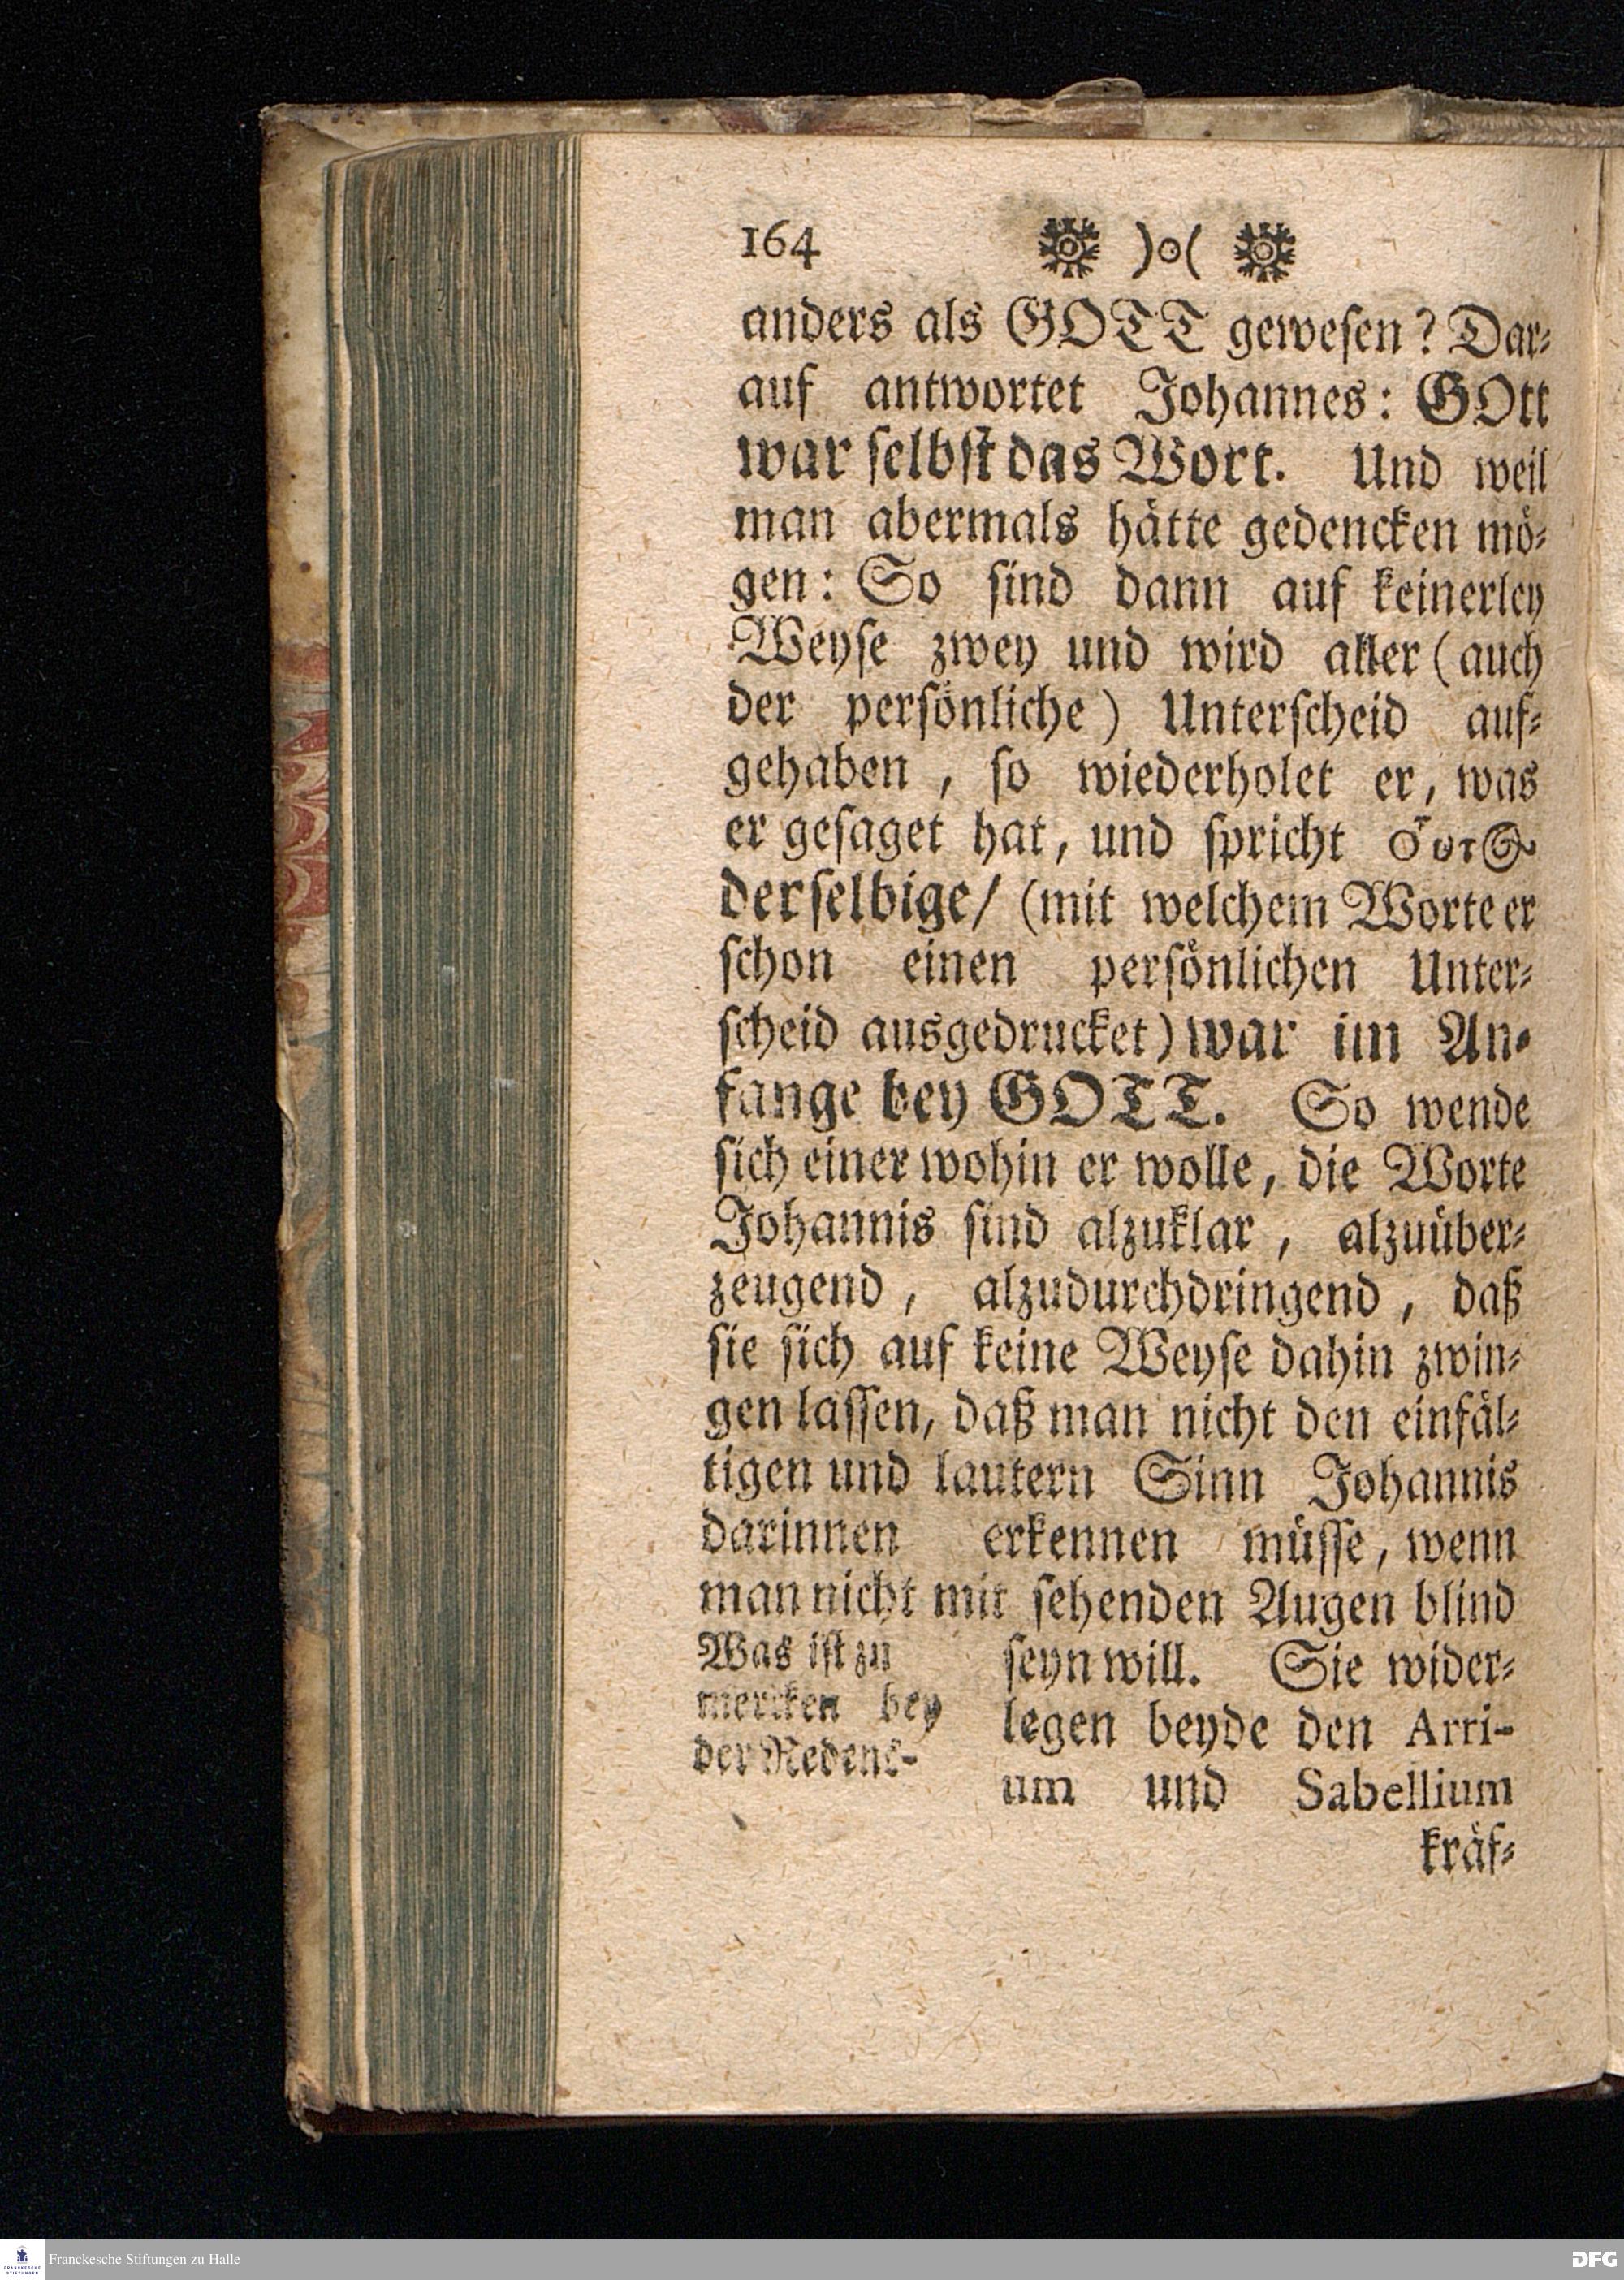 164 )o(
anders als GOTT gewesen? Dar-
auf antwortet Johannes: GOtt
war selbst das Wort. Und weil
man abermals hätte gedencken mö-
gen: So sind dann auf keinerley
Weyse zwey und wird aller (auch
der persönliche) Unterscheid auf-
gehaben, so wiederholet er, was
er gesaget hat, und spricht οὗτος
derselbige/ (mit welchem Worte er
schon einen persönlichen Unter-
scheid ausgedrucket) war im An-
fange bey GOTT. So wende
sich einer wohin er wolle, die Worte
Johannis sind alzuklar, alzuüber-
zeugend, alzudurchdringend, daß
sie sich auf keine Weyse dahin zwin-
gen lassen, daß man nicht den einfäl-
tigen und lautern Sinn Johannis
darinnen erkennen müsse, wenn
man nicht mit sehenden Augen blind
seyn will. Sie wider-
legen beyde den Arri-
um und Sabellium
kräf-
Was ist zu
mercken bey
der Redens-
Franckesche Stiftungen zu Halle
DFG